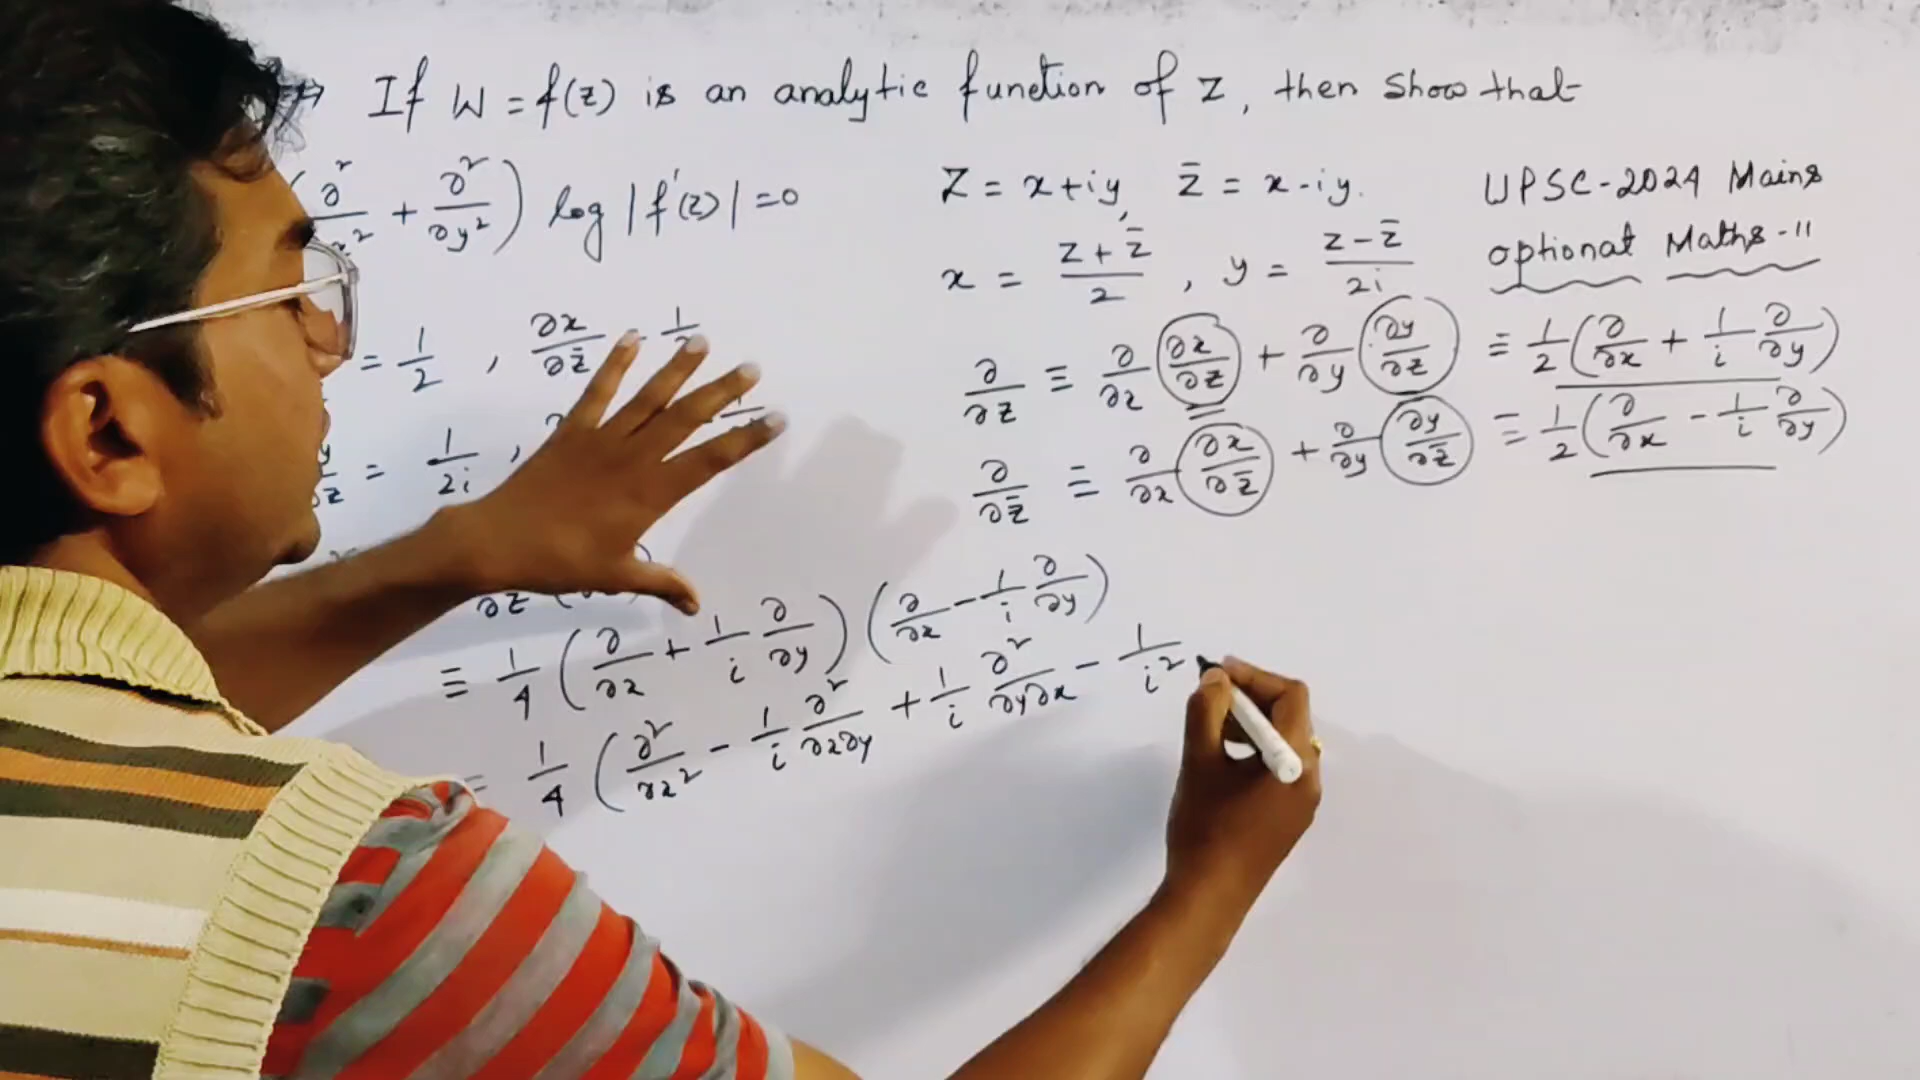 If W = f(z) is an analytic function of z, then show that
∂² + ∂²/∂y²) log |f'(z)| = 0
z = x+iy, z̄ = x-iy.
UPSC-2024 Mains
optional Maths-II
x = (z+z̄)/2, y = (z-z̄)/2i
= 1/2, ∂x/∂z̄
∂/∂z ≡ ∂/∂x ∂x/∂z + ∂/∂y ∂y/∂z ≡ 1/2 (∂/∂x + 1/i ∂/∂y)
= 1/2i,
∂/∂z̄ ≡ ∂/∂x ∂x/∂z̄ + ∂/∂y ∂y/∂z̄ ≡ 1/2 (∂/∂x - 1/i ∂/∂y)
≡ 1/4 (∂/∂x + 1/i ∂/∂y) (∂/∂x - 1/i ∂/∂y)
1/4 (∂²/∂x² - 1/i ∂²/∂x∂y + 1/i ∂²/∂y∂x - 1/i²